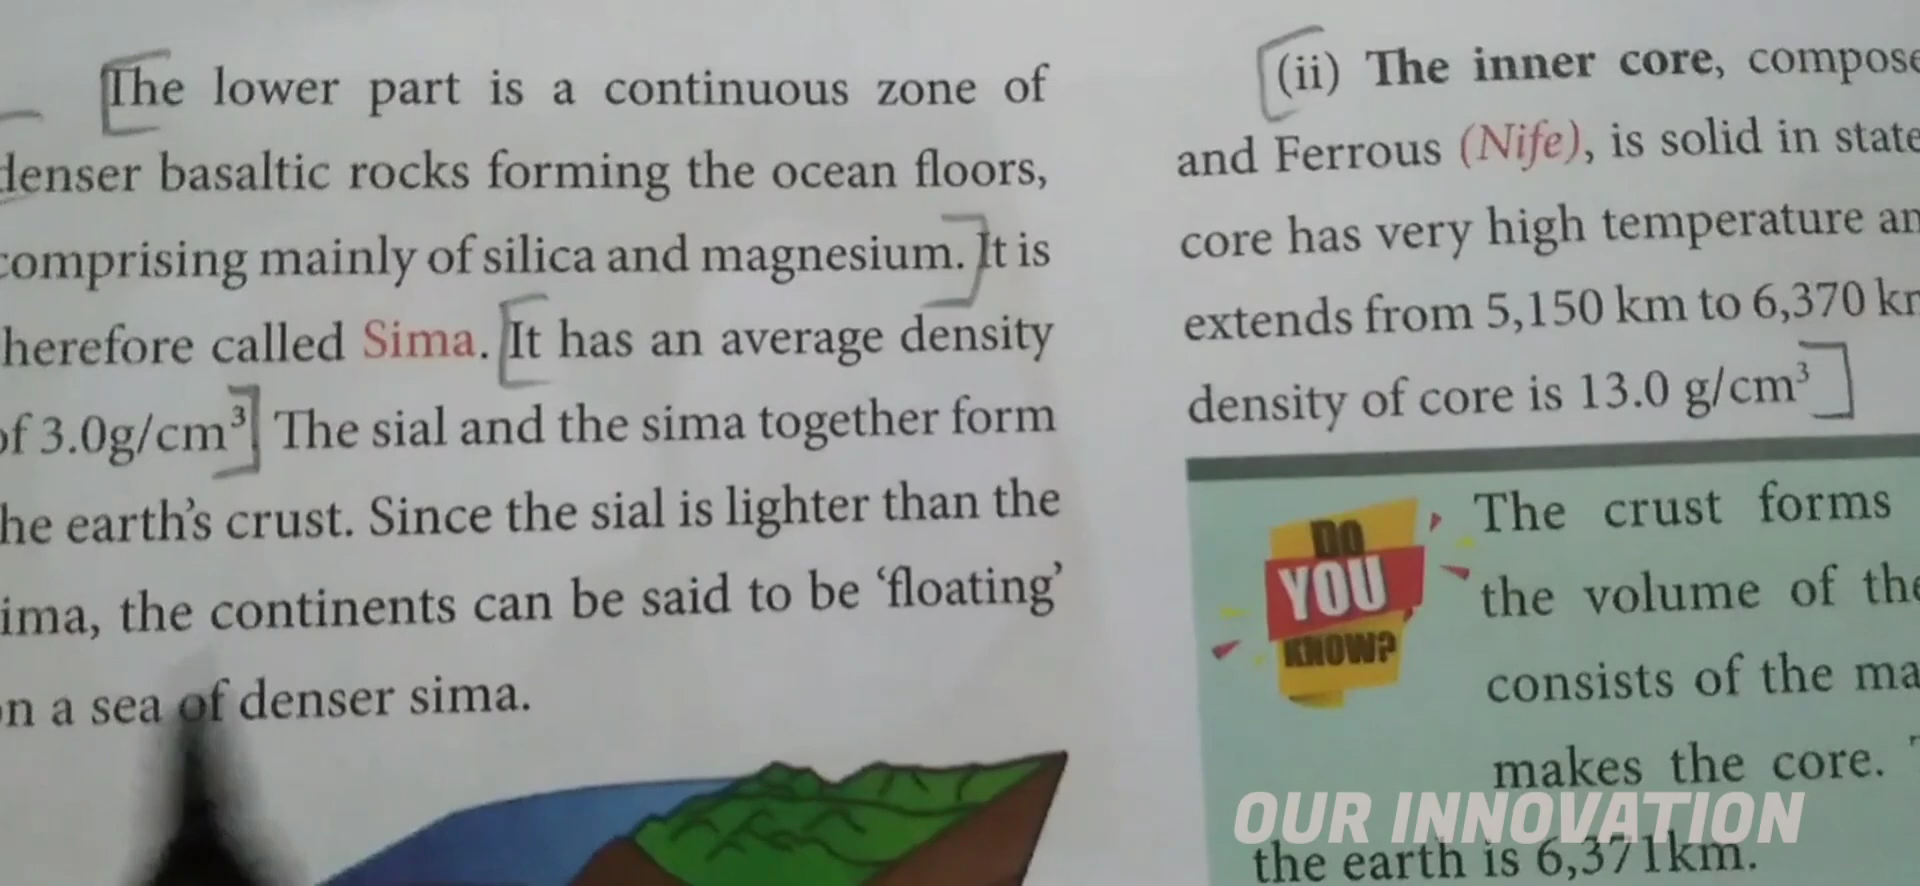 The lower part is a continuous zone of
denser basaltic rocks forming the ocean floors,
comprising mainly of silica and magnesium. It is
herefore called Sima. It has an average density
of 3.0g/cm³ The sial and the sima together form
he earth's crust. Since the sial is lighter than the
ima, the continents can be said to be ‘floating’
on a sea of denser sima.
(ii) The inner core, compose
and Ferrous (Nife), is solid in state
core has very high temperature an
extends from 5,150 km to 6,370 km
density of core is 13.0 g/cm³
DO
YOU
KNOW?
The crust forms
the volume of the
consists of the ma
makes the core.
the earth is 6,371km.
OUR INNOVATION